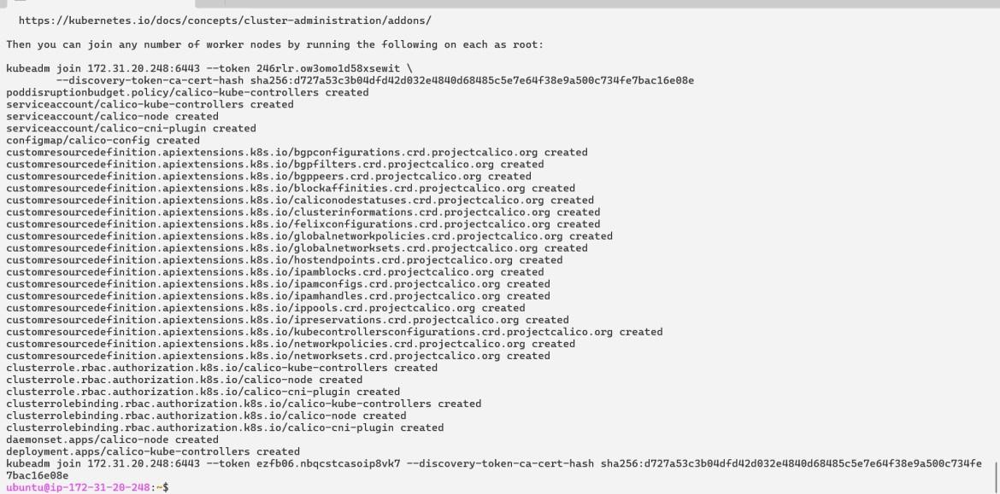 https://kubernetes.io/docs/concepts/cluster-administration/addons/
Then you can join any number of worker nodes by running the following on each as root:
kubeadm join 172.31.20.248:6443 --token 246rlr.ow3omo1d58xsewit \
--discovery-token-ca-cert-hash sha256:d727a53c3b04dfd42d032e4840d68485c5e7e64f38e9a500c734fe7bac16e08e
poddisruptionbudget.policy/calico-kube-controllers created
serviceaccount/calico-kube-controllers created
serviceaccount/calico-node created
serviceaccount/calico-cni-plugin created
configmap/calico-config created
customresourcedefinition.apiextensions.k8s.io/bgpconfigurations.crd.projectcalico.org created
customresourcedefinition.apiextensions.k8s.io/bgpfilters.crd.projectcalico.org created
customresourcedefinition.apiextensions.k8s.io/bgppeers.crd.projectcalico.org created
customresourcedefinition.apiextensions.k8s.io/blockaffinities.crd.projectcalico.org created
customresourcedefinition.apiextensions.k8s.io/caliconodestatuses.crd.projectcalico.org created
customresourcedefinition.apiextensions.k8s.io/clusterinformations.crd.projectcalico.org created
customresourcedefinition.apiextensions.k8s.io/felixconfigurations.crd.projectcalico.org created
customresourcedefinition.apiextensions.k8s.io/globalnetworkpolicies.crd.projectcalico.org created
customresourcedefinition.apiextensions.k8s.io/globalnetworksets.crd.projectcalico.org created
customresourcedefinition.apiextensions.k8s.io/hostendpoints.crd.projectcalico.org created
customresourcedefinition.apiextensions.k8s.io/ipamblocks.crd.projectcalico.org created
customresourcedefinition.apiextensions.k8s.io/ipamconfigs.crd.projectcalico.org created
customresourcedefinition.apiextensions.k8s.io/ipamhandles.crd.projectcalico.org created
customresourcedefinition.apiextensions.k8s.io/ippools.crd.projectcalico.org created
customresourcedefinition.apiextensions.k8s.io/ipreservations.crd.projectcalico.org created
customresourcedefinition.apiextensions.k8s.io/kubecontrollersconfigurations.crd.projectcalico.org created
customresourcedefinition.apiextensions.k8s.io/networkpolicies.crd.projectcalico.org created
customresourcedefinition.apiextensions.k8s.io/networksets.crd.projectcalico.org created
clusterrole.rbac.authorization.k8s.io/calico-kube-controllers created
clusterrole.rbac.authorization.k8s.io/calico-node created
clusterrole.rbac.authorization.k8s.io/calico-cni-plugin created
clusterrolebinding.rbac.authorization.k8s.io/calico-kube-controllers created
clusterrolebinding.rbac.authorization.k8s.io/calico-node created
clusterrolebinding.rbac.authorization.k8s.io/calico-cni-plugin created
daemonset.apps/calico-node created
deployment.apps/calico-kube-controllers created
kubeadm join 172.31.20.248:6443 --token ezfb06.nbqcstcasoip8vk7 --discovery-token-ca-cert-hash sha256:d727a53c3b04dfd42d032e4840d68485c5e7e64f38e9a500c734fe
7bac16e08e
ubuntu@ip-172-31-20-248:~$